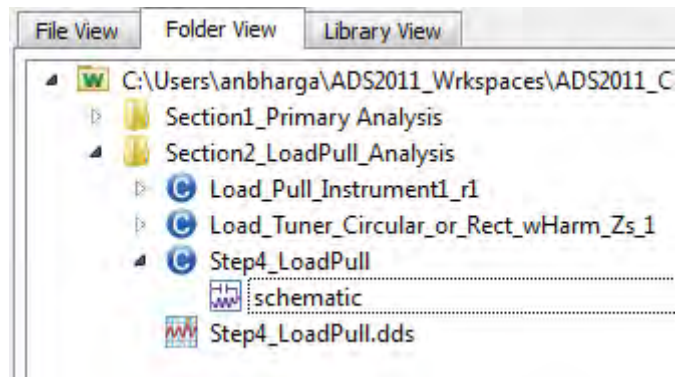 File View Folder View Library View
C:\Users\anbharga\ADS2011_Wrkspaces\ADS2011_C
Section1_Primary Analysis
Section2_LoadPull_Analysis
Load_Pull_Instrument1_r1
Load_Tuner_Circular_or_Rect_wHarm_Zs_1
Step4_LoadPull
schematic
Step4_LoadPull.dds